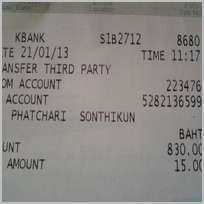 KBANK S1B2712 8680
TE 21/01/13 TIME 11:17
ANSFER THIRD PARTY
OM ACCOUNT 223476
ACCOUNT 5282136599
PHATCHARI SONTHIKUN
BAHT
UNT 830.00
AMOUNT 15.00